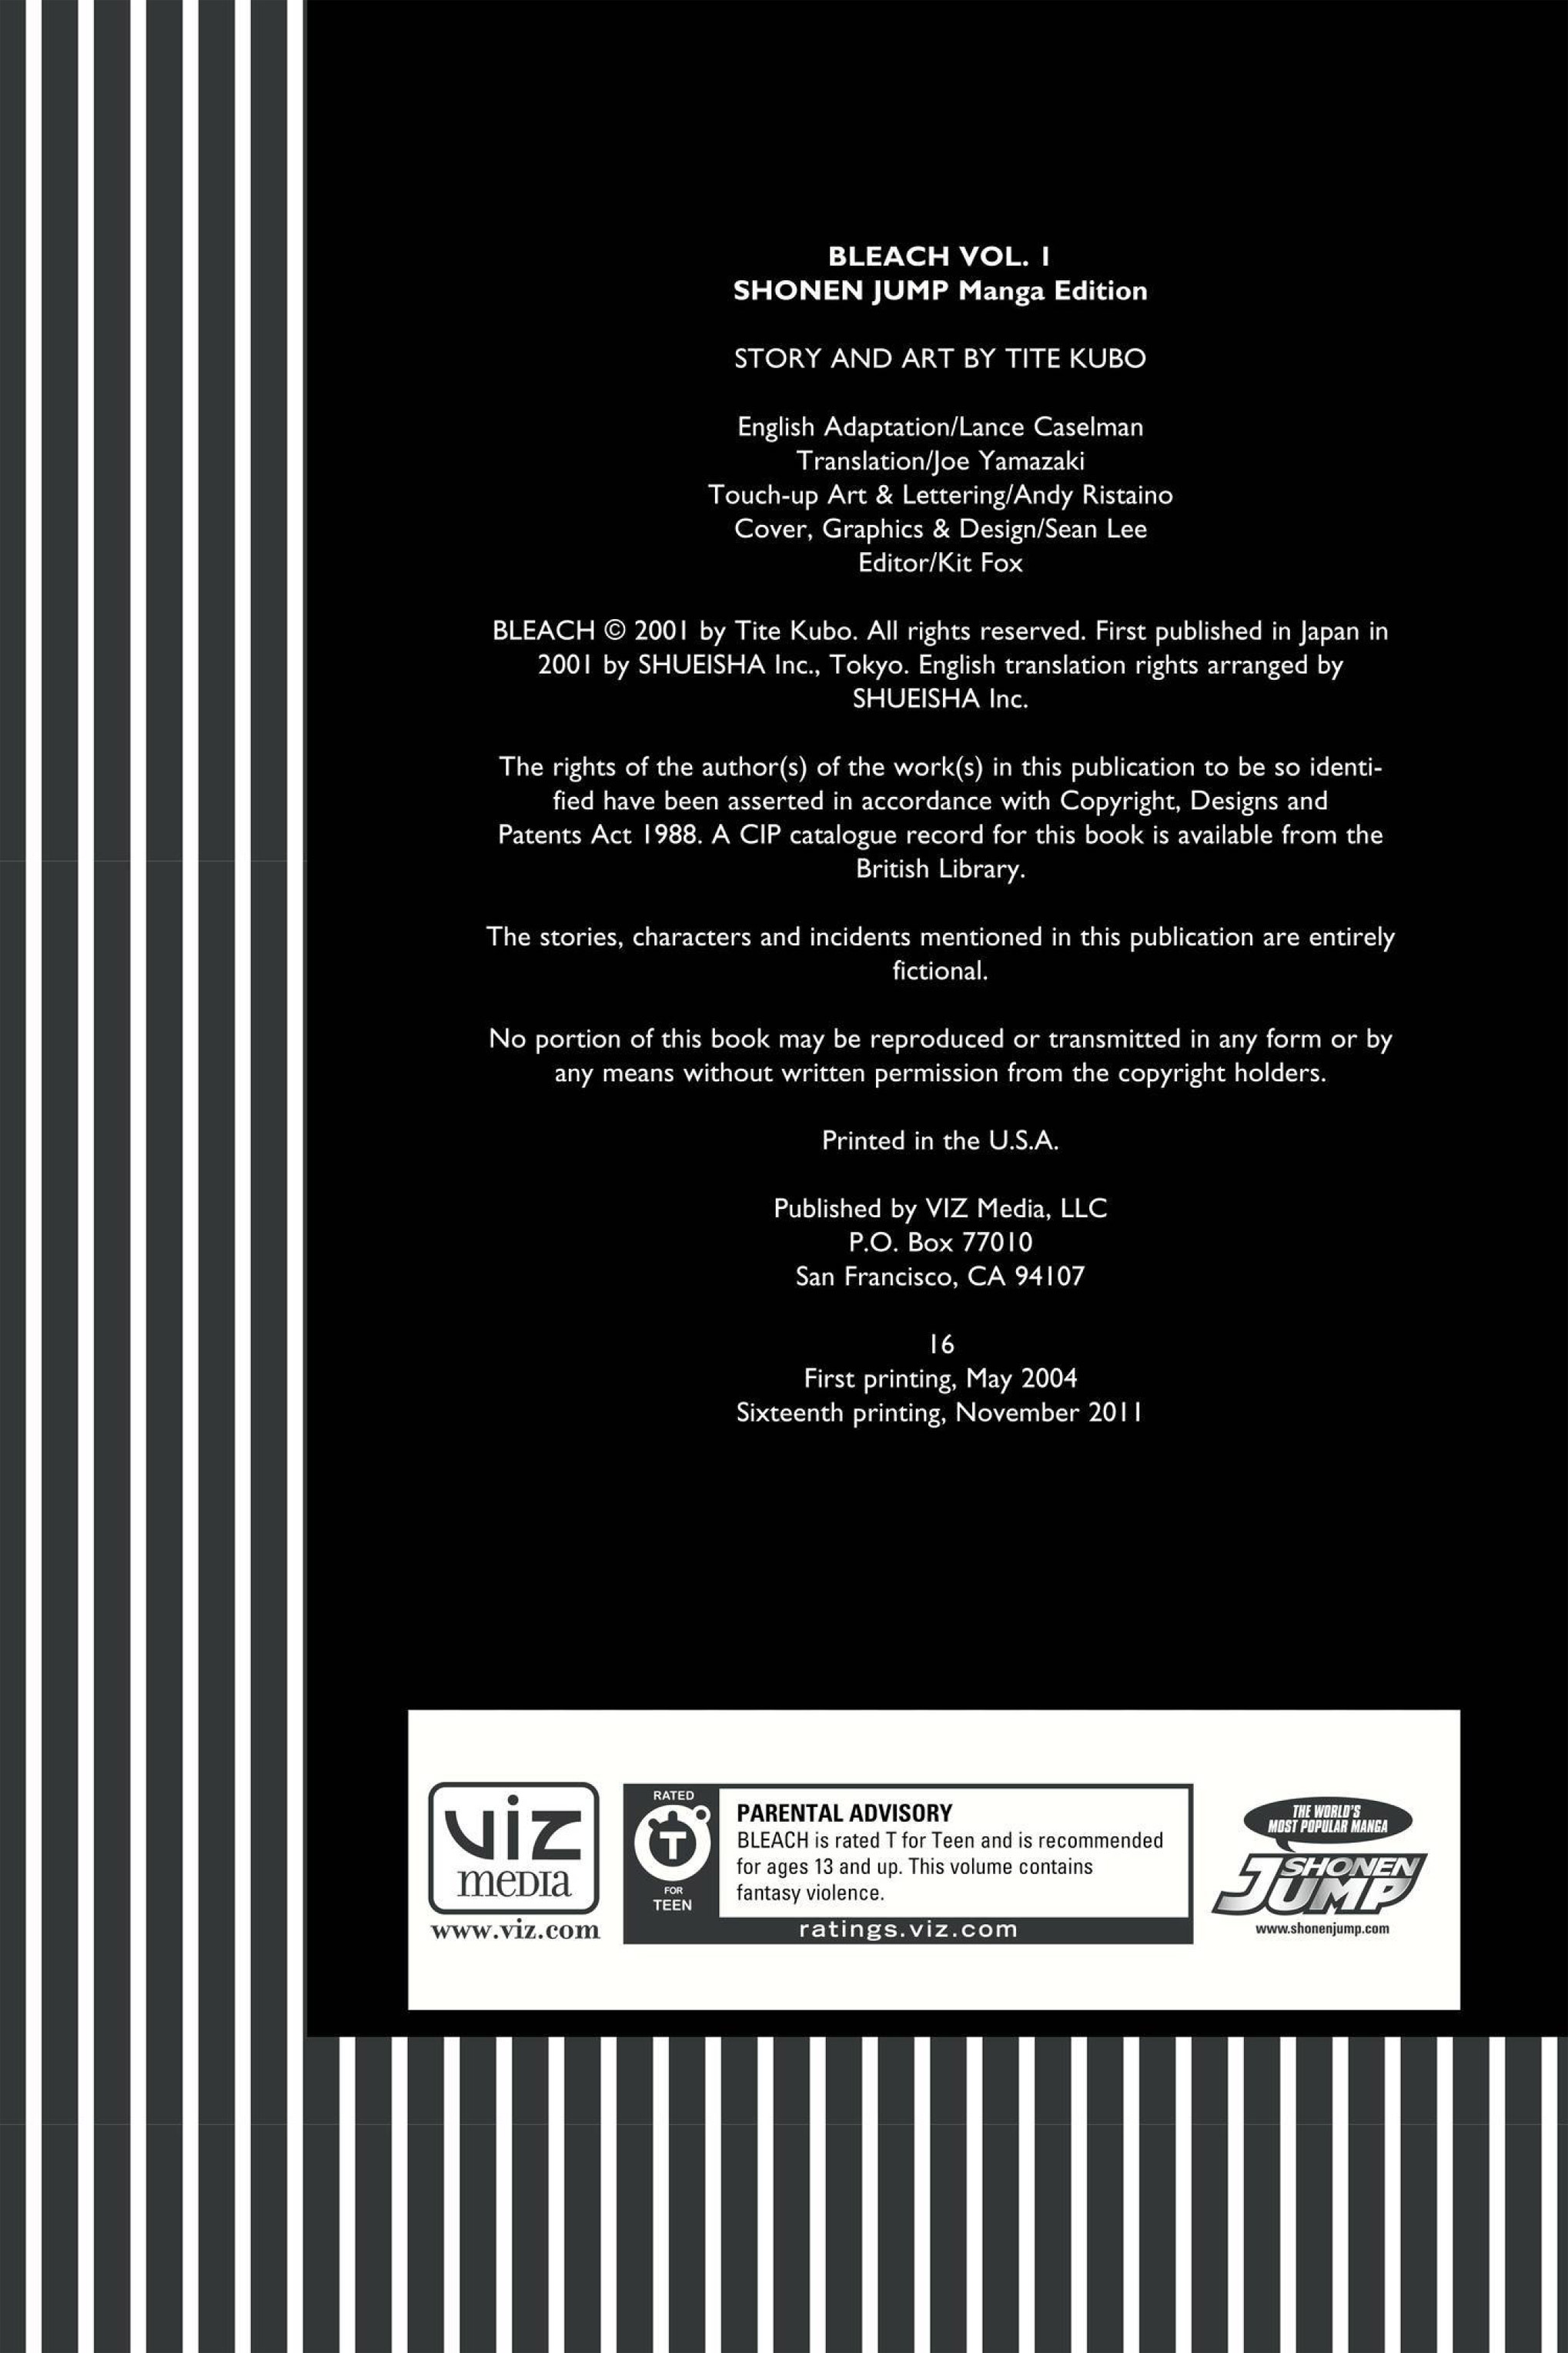 BLEACH VOL. 1
SHONEN JUMP Manga Edition
STORY AND ART BY TITE KUBO
English Adaptation/Lance Caselman
Translation/Joe Yamazaki
Touch-up Art & Lettering/Andy Ristaino
Cover, Graphics & Design/Sean Lee
Editor/Kit Fox
BLEACH © 2001 by Tite Kubo. All rights reserved. First published in Japan in
2001 by SHUEISHA Inc., Tokyo. English translation rights arranged by
SHUEISHA Inc.
The rights of the author(s) of the work(s) in this publication to be so identi-
fied have been asserted in accordance with Copyright, Designs and
Patents Act 1988. A CIP catalogue record for this book is available from the
British Library.
The stories, characters and incidents mentioned in this publication are entirely
fictional.
No portion of this book may be reproduced or transmitted in any form or by
any means without written permission from the copyright holders.
Printed in the U.S.A.
Published by VIZ Media, LLC
P.O. Box 77010
San Francisco, CA 94107
16
First printing, May 2004
Sixteenth printing, November 2011
viz
media
www.viz.com
RATED
T
FOR
TEEN
PARENTAL ADVISORY
BLEACH is rated T for Teen and is recommended
for ages 13 and up. This volume contains
fantasy violence.
ratings.viz.com
THE WORLD'S
MOST POPULAR MANGA
SHONEN
JUMP
www.shonenjump.com